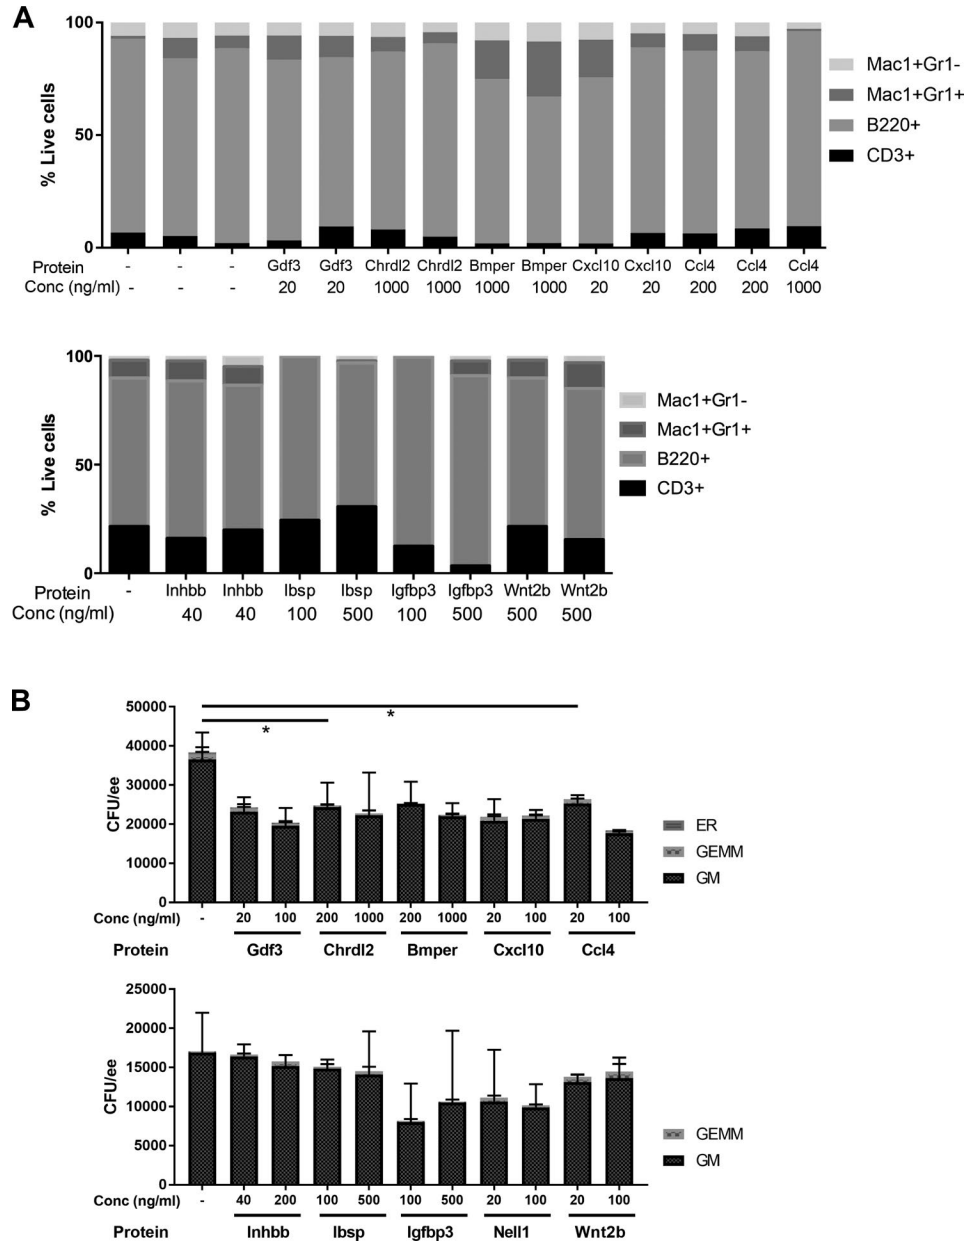 A
100
50
0
% Live cells
Mac1+Gr1-
Mac1+Gr1+
B220+
CD3+
Protein - - - Gdf3 Gdf3 Chrdl2 Chrdl2 Bmper Bmper Cxcl10 Cxcl10 Ccl4 Ccl4 Ccl4
Conc (ng/ml) - - - 20 20 1000 1000 1000 1000 20 20 200 200 1000
100
50
0
% Live cells
Mac1+Gr1-
Mac1+Gr1+
B220+
CD3+
Protein - Inhbb Inhbb Ibsp Ibsp Igfbp3 Igfbp3 Wnt2b Wnt2b
Conc (ng/ml) 40 40 100 500 100 500 500 500
B
50000
40000
30000
20000
10000
0
CFU/ee
* *
ER
GEMM
GM
Conc (ng/ml) - 20 100 200 1000 200 1000 20 100 20 100
Protein Gdf3 Chrdl2 Bmper Cxcl10 Ccl4
25000
20000
15000
10000
5000
0
CFU/ee
GEMM
GM
Conc (ng/ml) - 40 200 100 500 100 500 20 100 20 100
Protein Inhbb Ibsp Igfbp3 Nell1 Wnt2b